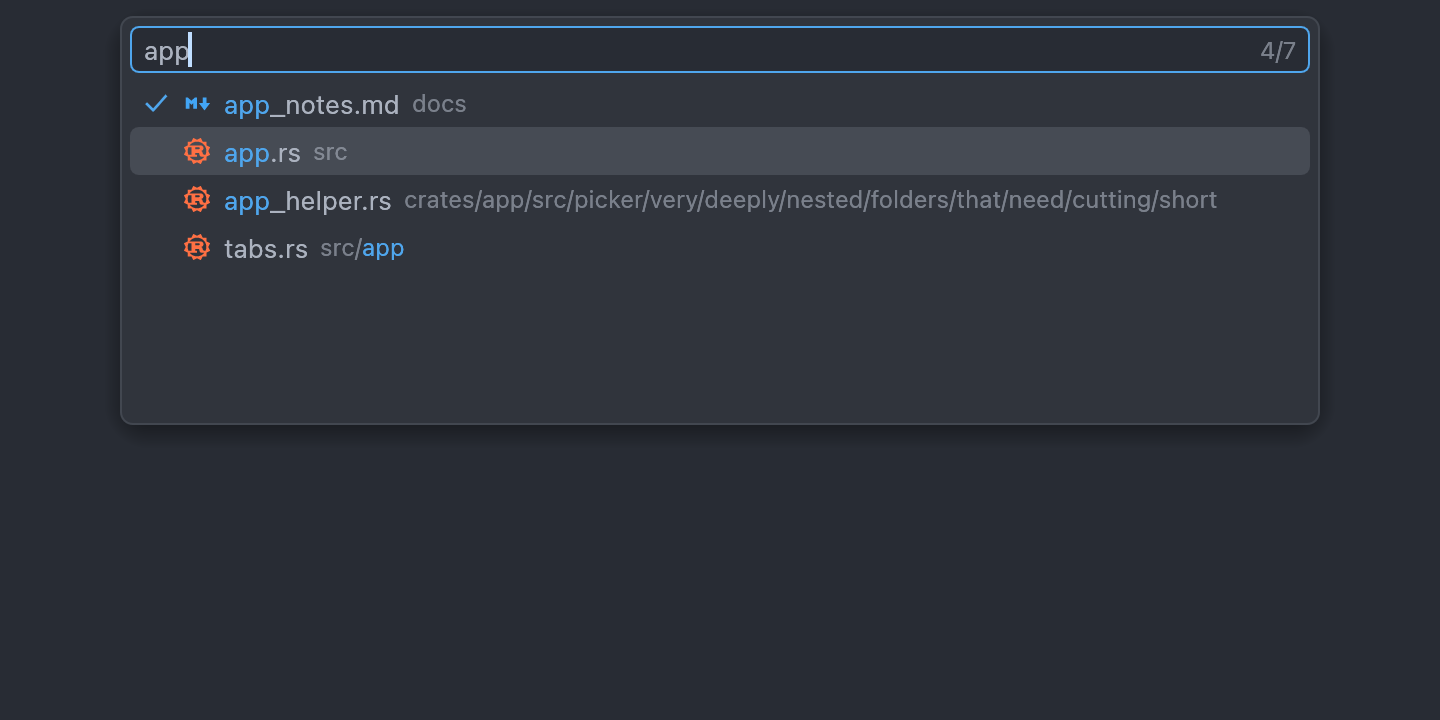 app 4/7
app_notes.md docs
app.rs src
app_helper.rs crates/app/src/picker/very/deeply/nested/folders/that/need/cutting/short
tabs.rs src/app